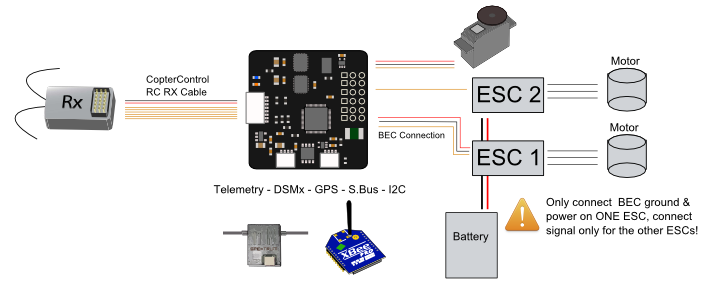 Motor
CopterControl
RC RX Cable
Rx
ESC 2
BEC Connection
Motor
ESC 1
Telemetry - DSMx - GPS - S.Bus - I2C
Only connect BEC ground &
power on ONE ESC, connect
signal only for the other ESCs!
Battery
XBee
PRO